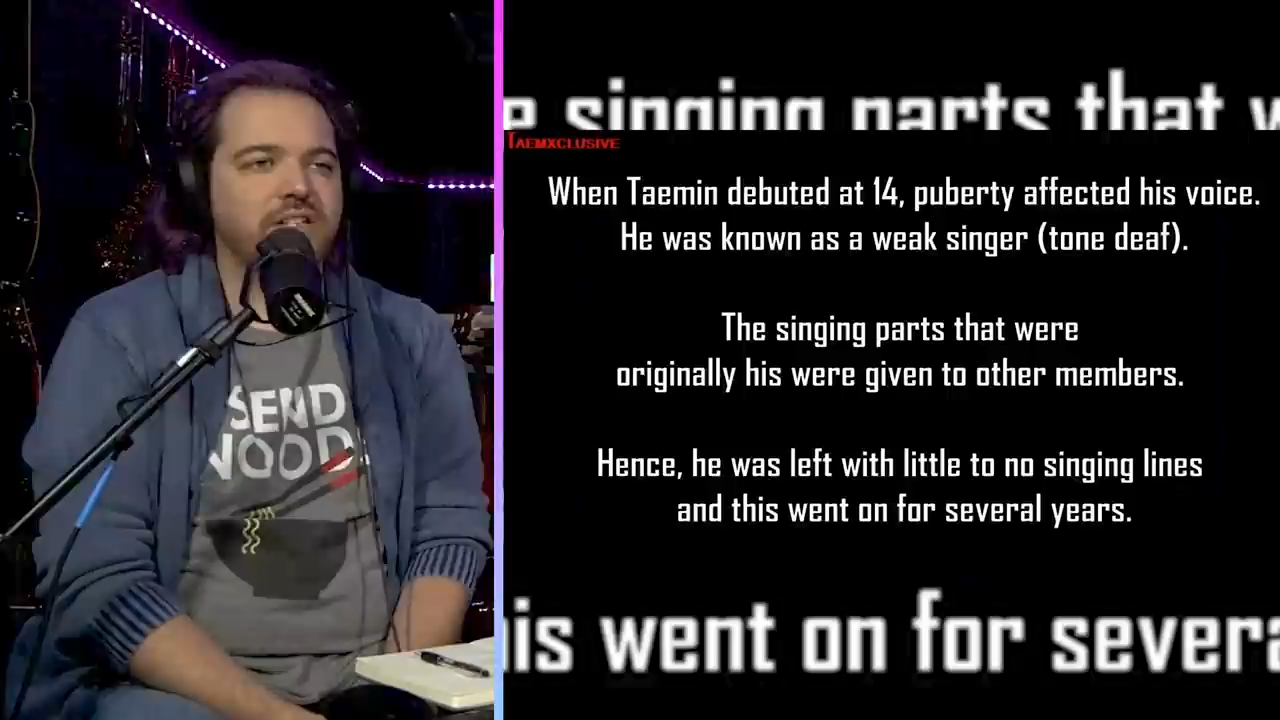 e singing parts that w
TAEMXCLUSIVE
When Taemin debuted at 14, puberty affected his voice.
He was known as a weak singer (tone deaf).
The singing parts that were
originally his were given to other members.
Hence, he was left with little to no singing lines
and this went on for several years.
his went on for severa
SEND
NOOD